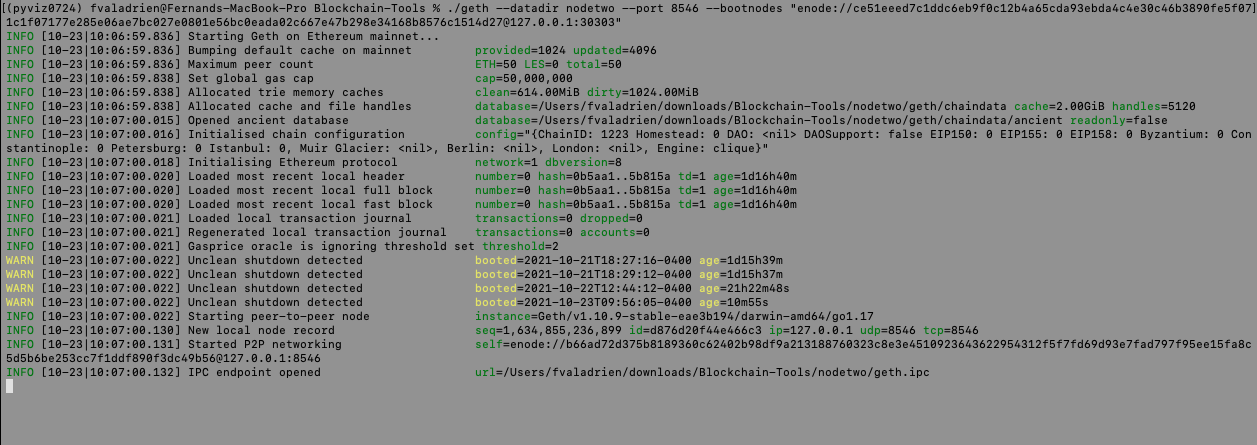 [(pyviz0724) fvaladrien@Fernands-MacBook-Pro Blockchain-Tools % ./geth --datadir nodetwo --port 8546 --bootnodes "enode://ce51eeed7c1ddc6eb9f0c12b4a65cda93ebda4c4e30c46b3890fe5f07]
1c1f07177e285e06ae7bc027e0801e56bc0eada02c667e47b298e34168b8576c1514d27@127.0.0.1:30303"
INFO [10-23|10:06:59.836] Starting Geth on Ethereum mainnet...
INFO [10-23|10:06:59.836] Bumping default cache on mainnet provided=1024 updated=4096
INFO [10-23|10:06:59.836] Maximum peer count ETH=50 LES=0 total=50
INFO [10-23|10:06:59.838] Set global gas cap cap=50,000,000
INFO [10-23|10:06:59.838] Allocated trie memory caches clean=614.00MiB dirty=1024.00MiB
INFO [10-23|10:06:59.838] Allocated cache and file handles database=/Users/fvaladrien/downloads/Blockchain-Tools/nodetwo/geth/chaindata cache=2.00GiB handles=5120
INFO [10-23|10:07:00.015] Opened ancient database database=/Users/fvaladrien/downloads/Blockchain-Tools/nodetwo/geth/chaindata/ancient readonly=false
INFO [10-23|10:07:00.016] Initialised chain configuration config="{ChainID: 1223 Homestead: 0 DAO: <nil> DAOSupport: false EIP150: 0 EIP155: 0 EIP158: 0 Byzantium: 0 Con
stantinople: 0 Petersburg: 0 Istanbul: 0, Muir Glacier: <nil>, Berlin: <nil>, London: <nil>, Engine: clique}"
INFO [10-23|10:07:00.018] Initialising Ethereum protocol network=1 dbversion=8
INFO [10-23|10:07:00.020] Loaded most recent local header number=0 hash=0b5aa1..5b815a td=1 age=1d16h40m
INFO [10-23|10:07:00.020] Loaded most recent local full block number=0 hash=0b5aa1..5b815a td=1 age=1d16h40m
INFO [10-23|10:07:00.020] Loaded most recent local fast block number=0 hash=0b5aa1..5b815a td=1 age=1d16h40m
INFO [10-23|10:07:00.021] Loaded local transaction journal transactions=0 dropped=0
INFO [10-23|10:07:00.021] Regenerated local transaction journal transactions=0 accounts=0
INFO [10-23|10:07:00.021] Gasprice oracle is ignoring threshold set threshold=2
WARN [10-23|10:07:00.022] Unclean shutdown detected booted=2021-10-21T18:27:16-0400 age=1d15h39m
WARN [10-23|10:07:00.022] Unclean shutdown detected booted=2021-10-21T18:29:12-0400 age=1d15h37m
WARN [10-23|10:07:00.022] Unclean shutdown detected booted=2021-10-22T12:44:12-0400 age=21h22m48s
WARN [10-23|10:07:00.022] Unclean shutdown detected booted=2021-10-23T09:56:05-0400 age=10m55s
INFO [10-23|10:07:00.022] Starting peer-to-peer node instance=Geth/v1.10.9-stable-eae3b194/darwin-amd64/go1.17
INFO [10-23|10:07:00.130] New local node record seq=1,634,855,236,899 id=d876d20f44e466c3 ip=127.0.0.1 udp=8546 tcp=8546
INFO [10-23|10:07:00.131] Started P2P networking self=enode://b66ad72d375b8189360c62402b98df9a213188760323c8e3e4510923643622954312f5f7fd69d93e7fad797f95ee15fa8c
5d5b6be253cc7f1ddf890f3dc49b56@127.0.0.1:8546
INFO [10-23|10:07:00.132] IPC endpoint opened url=/Users/fvaladrien/downloads/Blockchain-Tools/nodetwo/geth.ipc